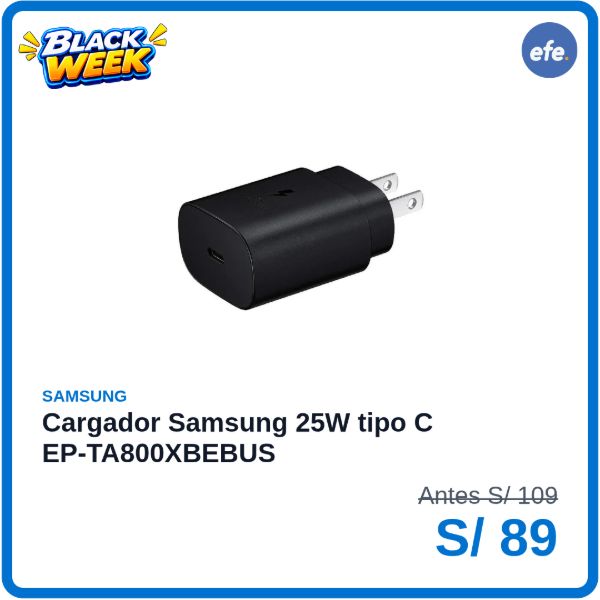 BLACK
WEEK
efe.
SAMSUNG
Cargador Samsung 25W tipo C
EP-TA800XBEBUS
Antes S/ 109
S/ 89